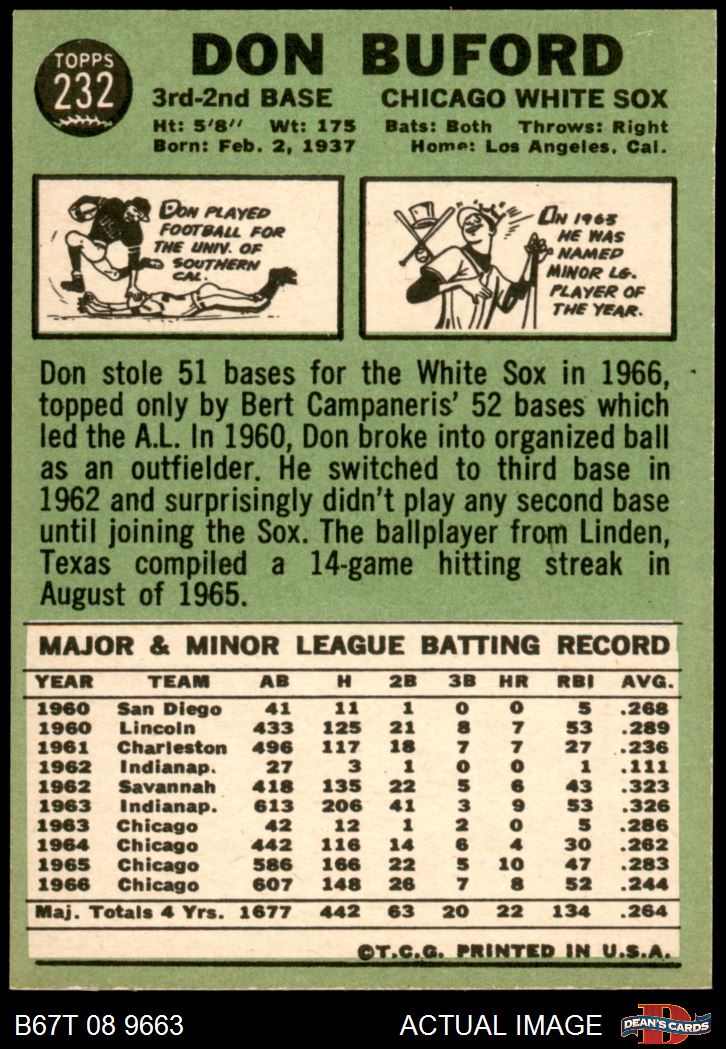 TOPPS
232
DON BUFORD
3rd-2nd BASE CHICAGO WHITE SOX
Ht: 5'8" Wt: 175 Bats: Both Throws: Right
Born: Feb. 2, 1937 Home: Los Angeles, Cal.
DON PLAYED
FOOTBALL FOR
THE UNIV. OF
SOUTHERN
CAL.
IN 1963
HE WAS
NAMED
MINOR LG.
PLAYER OF
THE YEAR.
Don stole 51 bases for the White Sox in 1966,
topped only by Bert Campaneris' 52 bases which
led the A.L. In 1960, Don broke into organized ball
as an outfielder. He switched to third base in
1962 and surprisingly didn't play any second base
until joining the Sox. The ballplayer from Linden,
Texas compiled a 14-game hitting streak in
August of 1965.
MAJOR & MINOR LEAGUE BATTING RECORD
YEAR TEAM AB H 2B 3B HR RBI AVG.
1960 San Diego 41 11 1 0 0 5 .268
1960 Lincoln 433 125 21 8 7 53 .289
1961 Charleston 496 117 18 7 7 27 .236
1962 Indianap. 27 3 1 0 0 1 .111
1962 Savannah 418 135 22 5 6 43 .323
1963 Indianap. 613 206 41 3 9 53 .326
1963 Chicago 42 12 1 2 0 5 .286
1964 Chicago 442 116 14 6 4 30 .262
1965 Chicago 586 166 22 5 10 47 .283
1966 Chicago 607 148 26 7 8 52 .244
Maj. Totals 4 Yrs. 1677 442 63 20 22 134 .264
©T.C.G. PRINTED IN U.S.A.
B67T 08 9663 ACTUAL IMAGE
D
DEAN'S CARDS